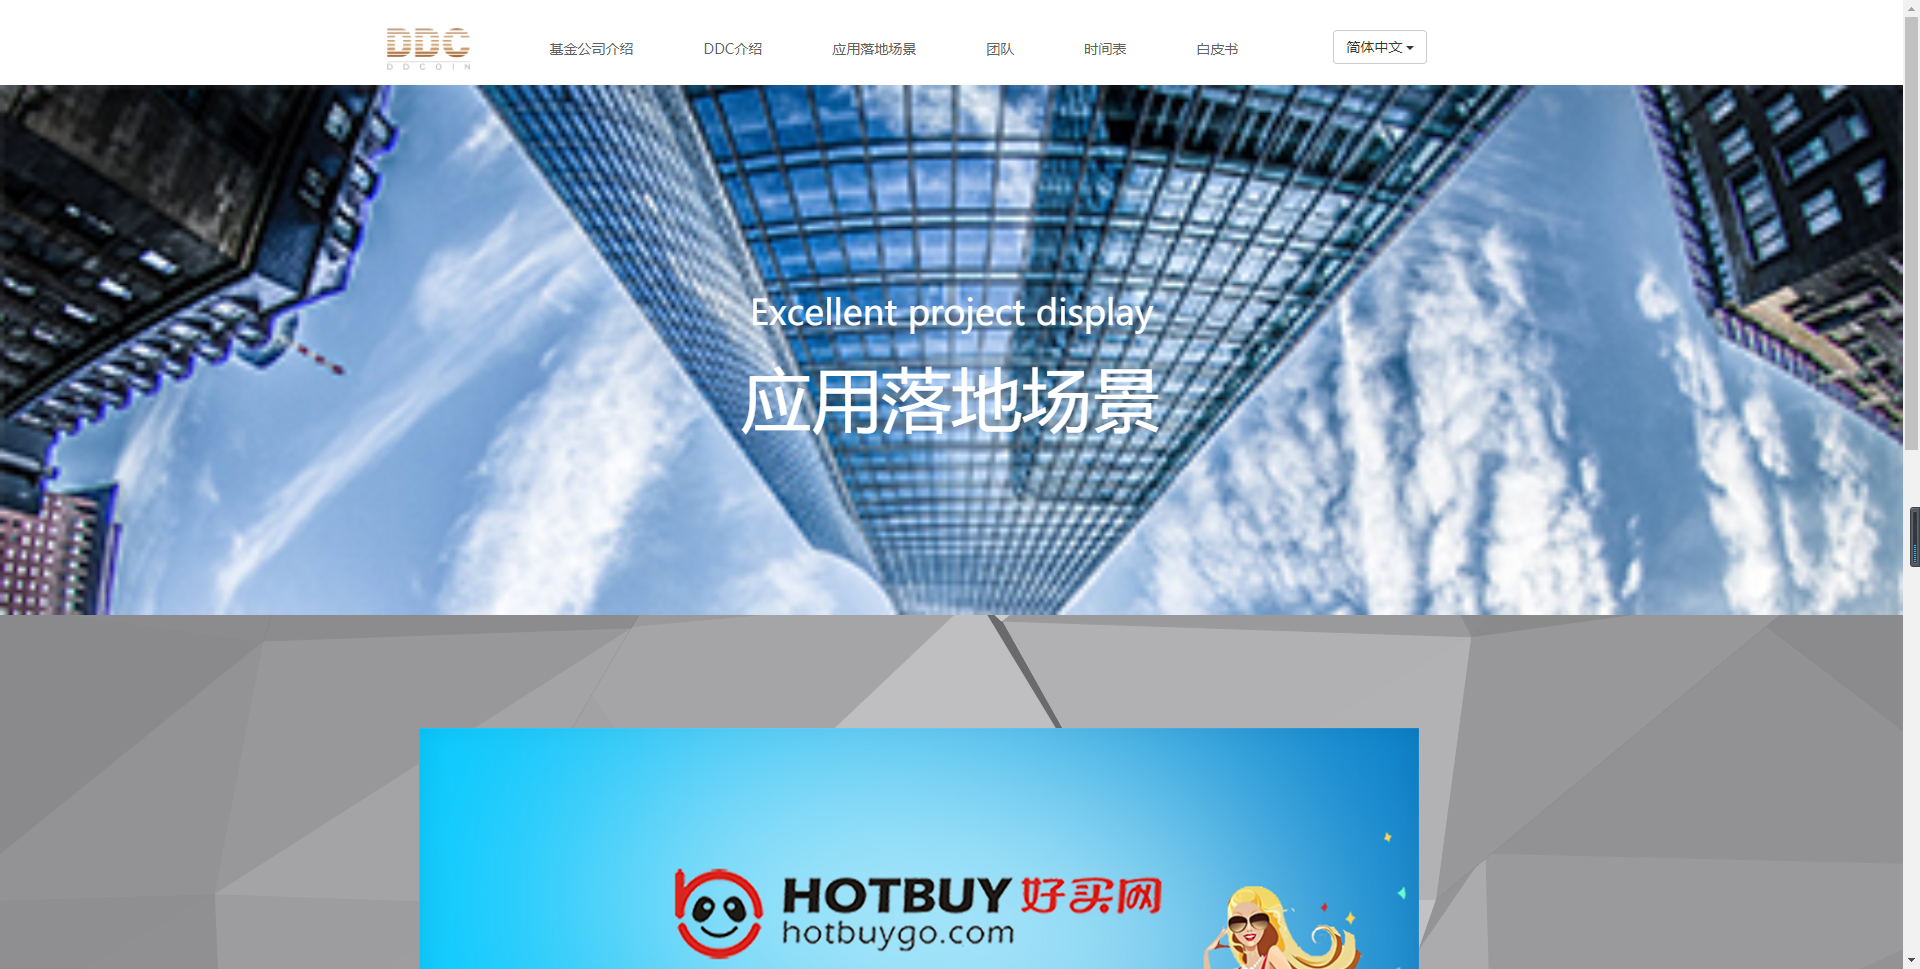 DDC
DDCOIN
基金公司介绍
DDC介绍
应用落地场景
团队
时间表
白皮书
简体中文
Excellent project display
应用落地场景
HOTBUY 好买网
hotbuygo.com